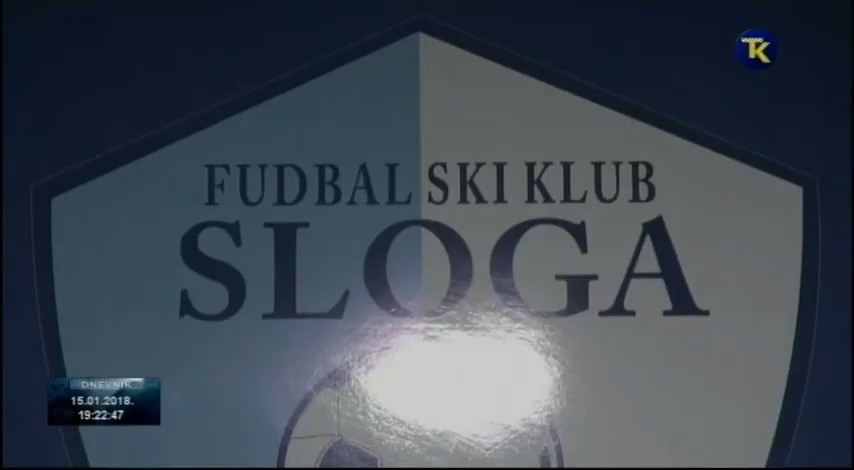 TK
FUDBALSKI KLUB
SLOGA
DNEVNIK
15.01.2018.
19:22:47